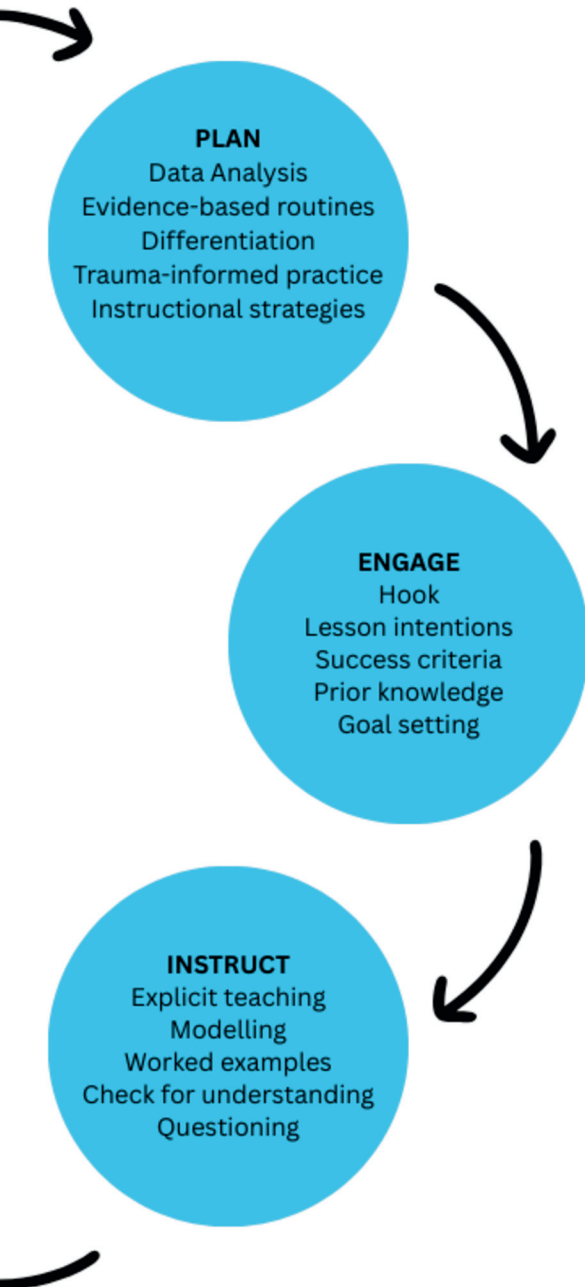 PLAN
Data Analysis
Evidence-based routines
Differentiation
Trauma-informed practice
Instructional strategies
ENGAGE
Hook
Lesson intentions
Success criteria
Prior knowledge
Goal setting
INSTRUCT
Explicit teaching
Modelling
Worked examples
Check for understanding
Questioning